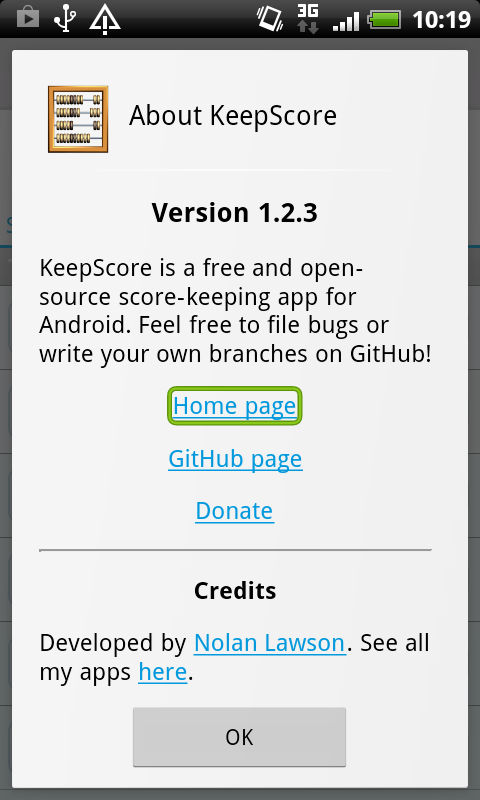 3G
10:19
About KeepScore
Version 1.2.3
KeepScore is a free and open-
source score-keeping app for
Android. Feel free to file bugs or
write your own branches on GitHub!
Home page
GitHub page
Donate
Credits
Developed by Nolan Lawson. See all
my apps here.
OK